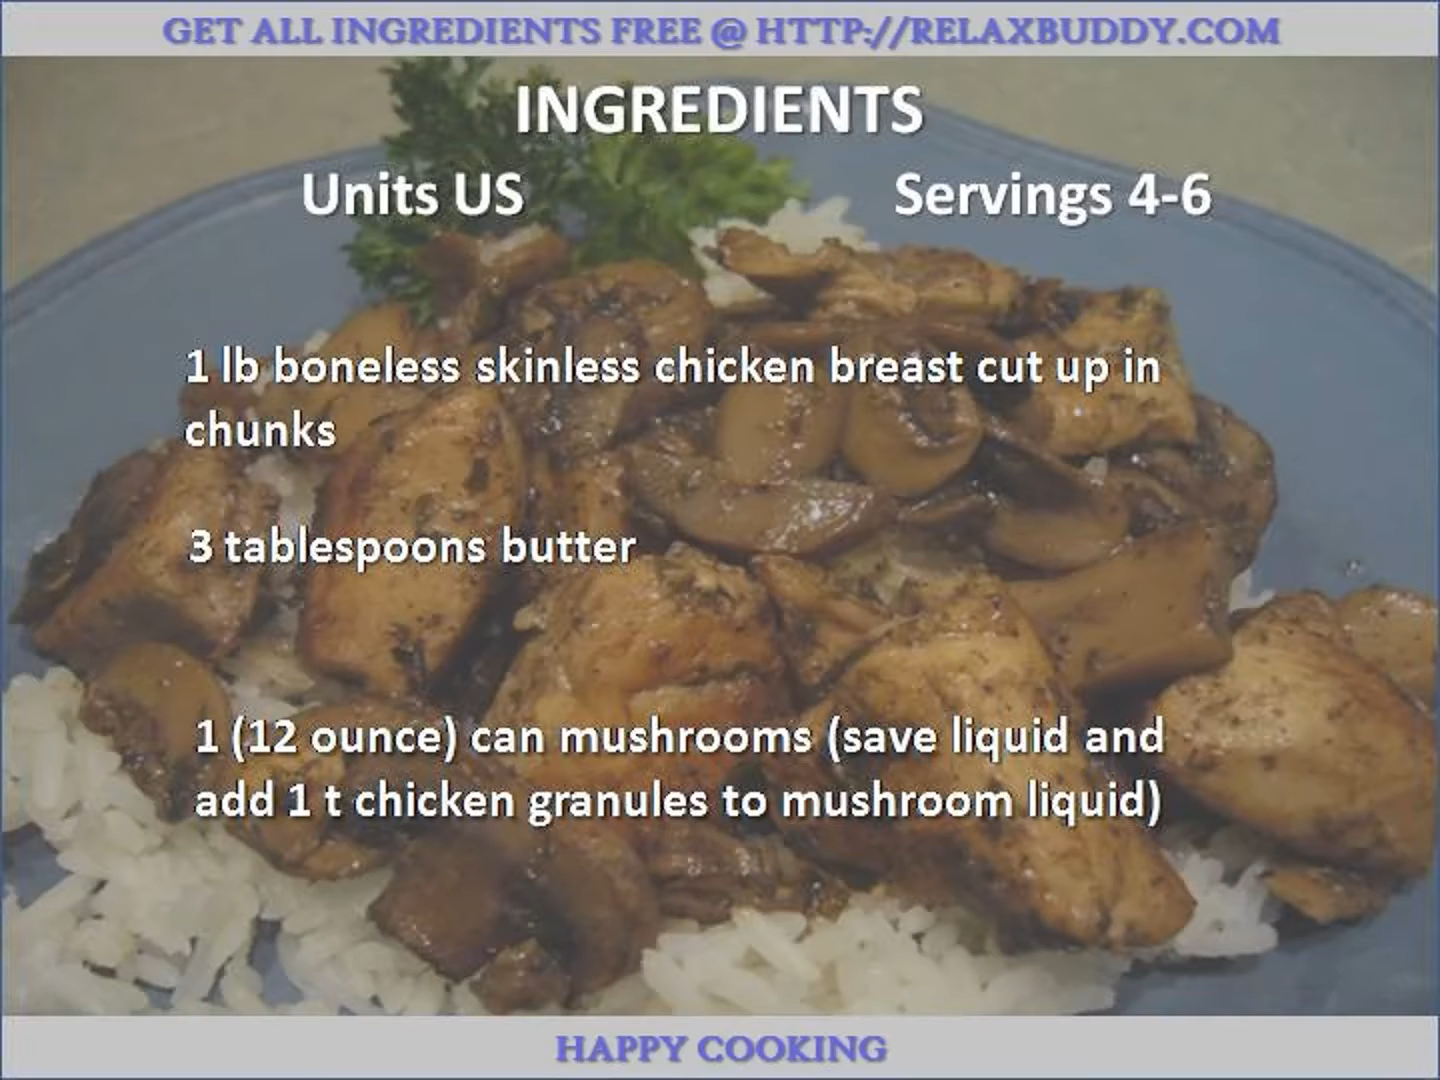 GET ALL INGREDIENTS FREE @ HTTP://RELAXBUDDY.COM
INGREDIENTS
Units US Servings 4-6
1 lb boneless skinless chicken breast cut up in
chunks
3 tablespoons butter
1 (12 ounce) can mushrooms (save liquid and
add 1 t chicken granules to mushroom liquid)
HAPPY COOKING